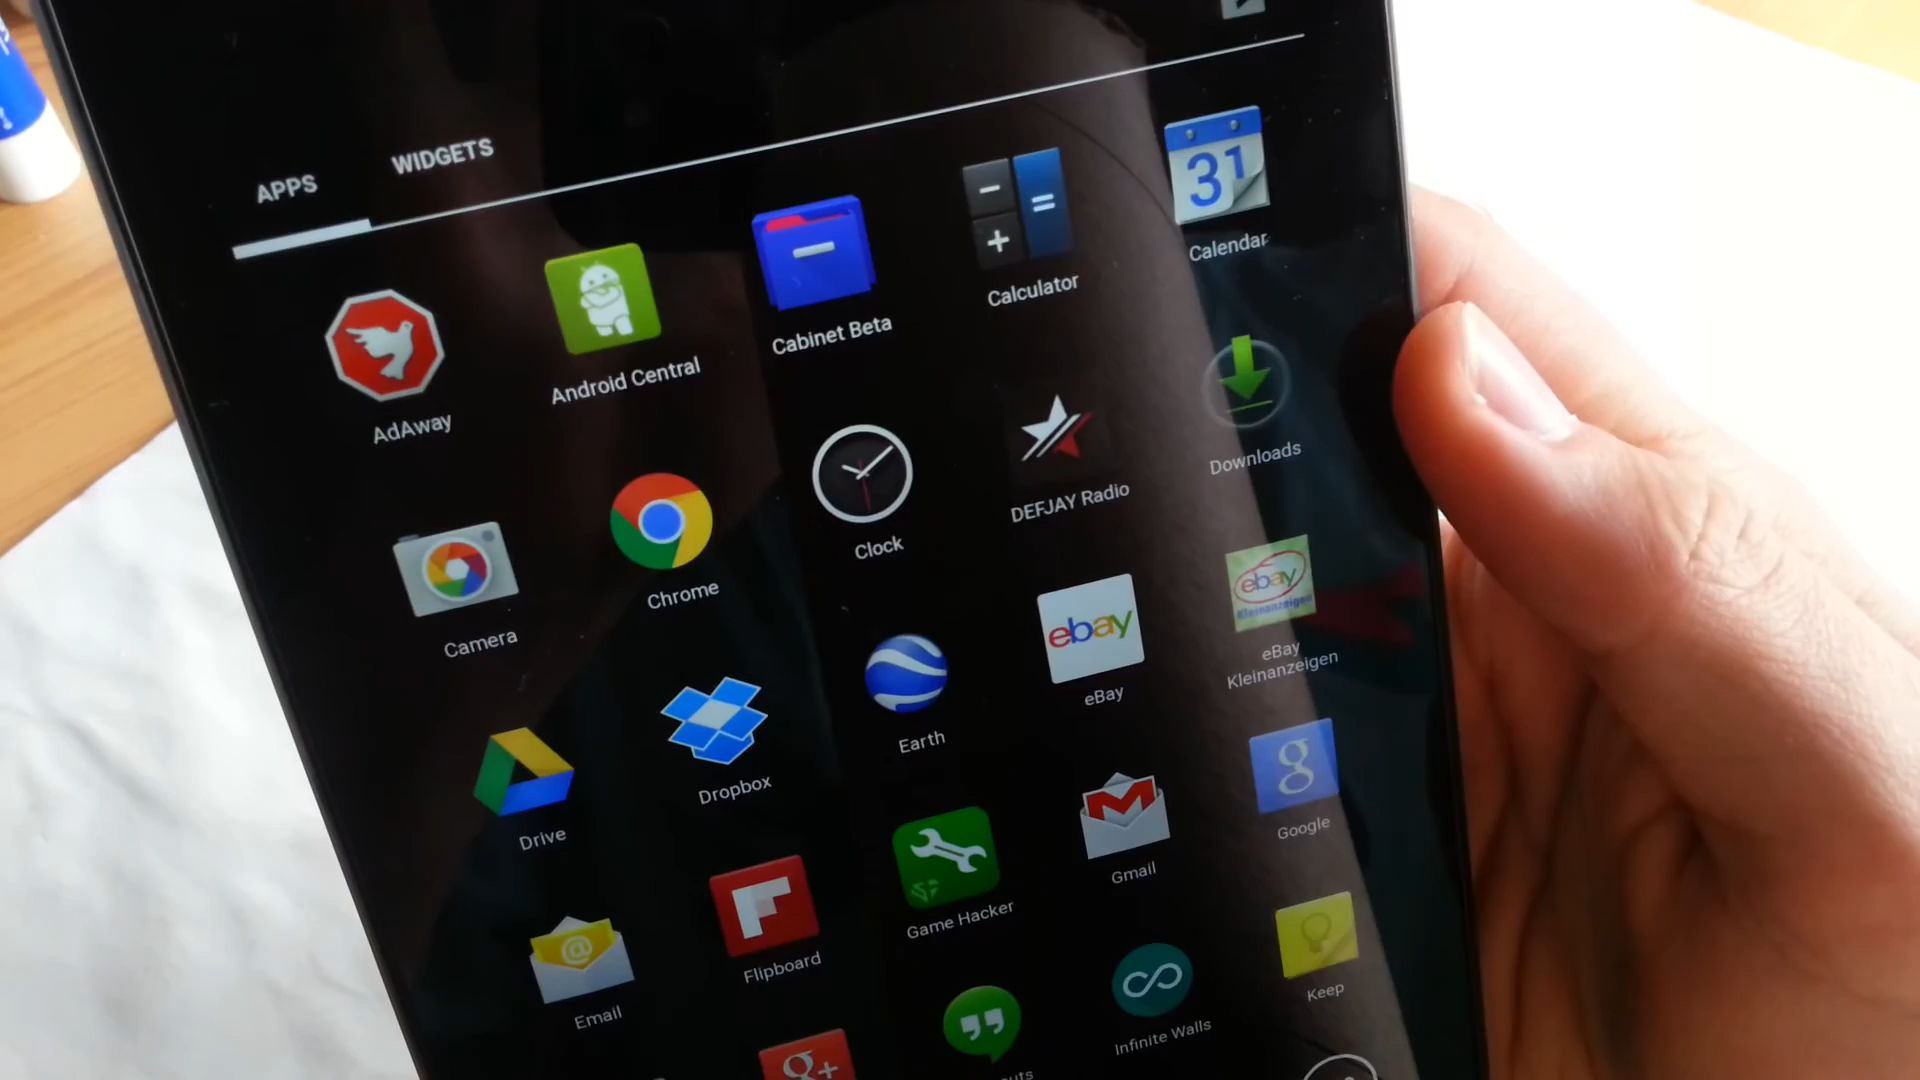 APPS WIDGETS
31
AdAway
Android Central
Cabinet Beta
Calculator
Calendar
Camera
Chrome
Clock
DEFJAY Radio
Downloads
Drive
Dropbox
Earth
ebay
eBay
ebay
Kleinanzeigen
eBay
Kleinanzeigen
Email
Flipboard
Game Hacker
Gmail
g
Google
g+
Infinite Walls
Keep